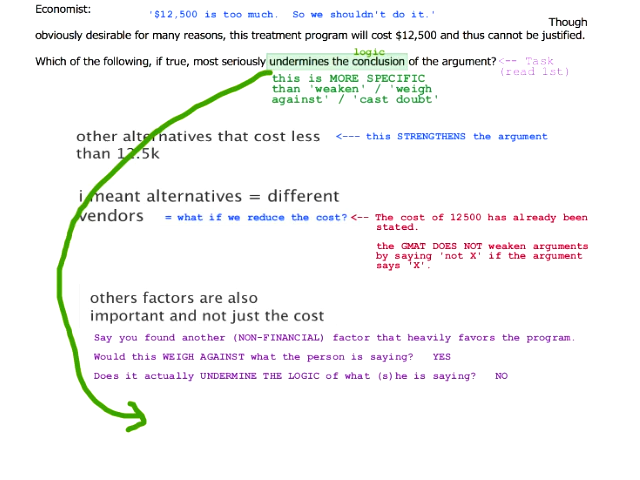 Economist:
'$12,500 is too much.  So we shouldn't do it.'
Though
obviously desirable for many reasons, this treatment program will cost $12,500 and thus cannot be justified.
logic
Which of the following, if true, most seriously undermines the conclusion of the argument? <-- Task
(read 1st)
this is MORE SPECIFIC
than 'weaken' / 'weigh
against' / 'cast doubt'
other alternatives that cost less <--- this STRENGTHENS the argument
than 12.5k
i meant alternatives = different
vendors = what if we reduce the cost? <-- The cost of 12500 has already been
stated.
the GMAT DOES NOT weaken arguments
by saying 'not X' if the argument
says 'X'.
others factors are also
important and not just the cost
Say you found another (NON-FINANCIAL) factor that heavily favors the program.
Would this WEIGH AGAINST what the person is saying?   YES
Does it actually UNDERMINE THE LOGIC of what (s)he is saying?   NO